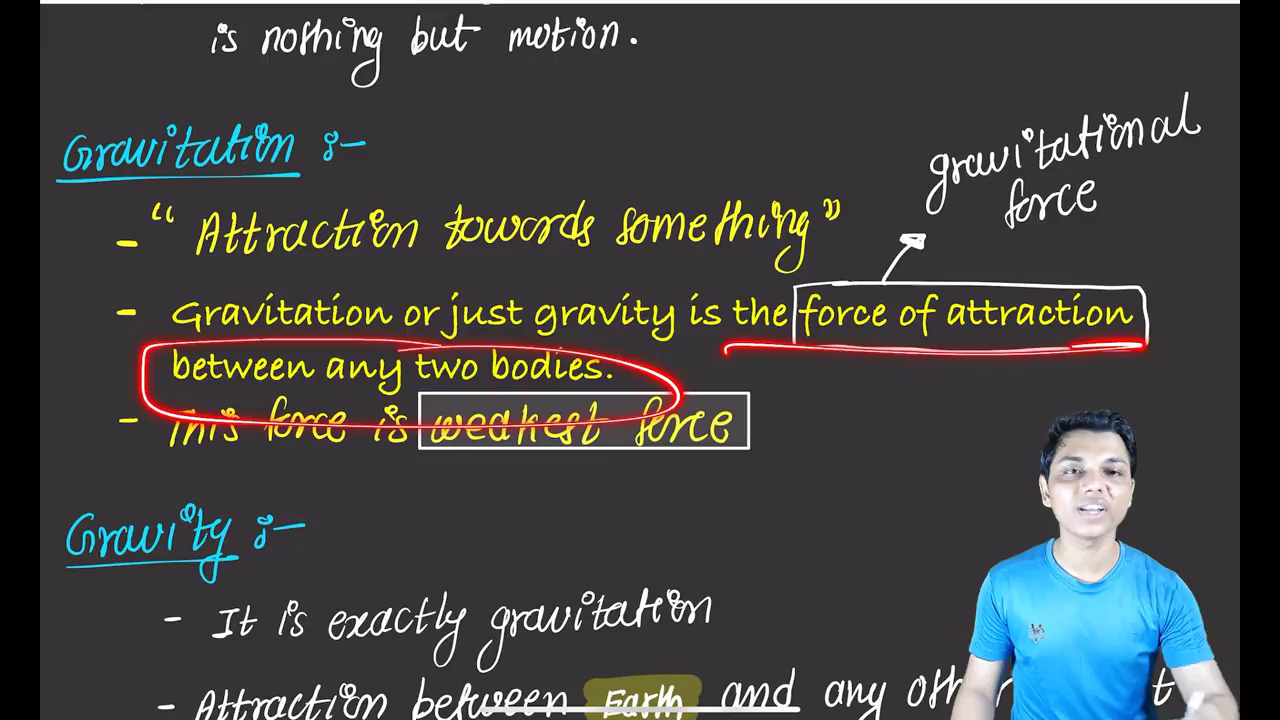 is nothing but motion.
Gravitation :-
gravitational
force
- “Attraction towards something”
- Gravitation or just gravity is the force of attraction
between any two bodies.
- This force is weakest force
Gravity :-
- It is exactly gravitation
- Attraction between Earth and any